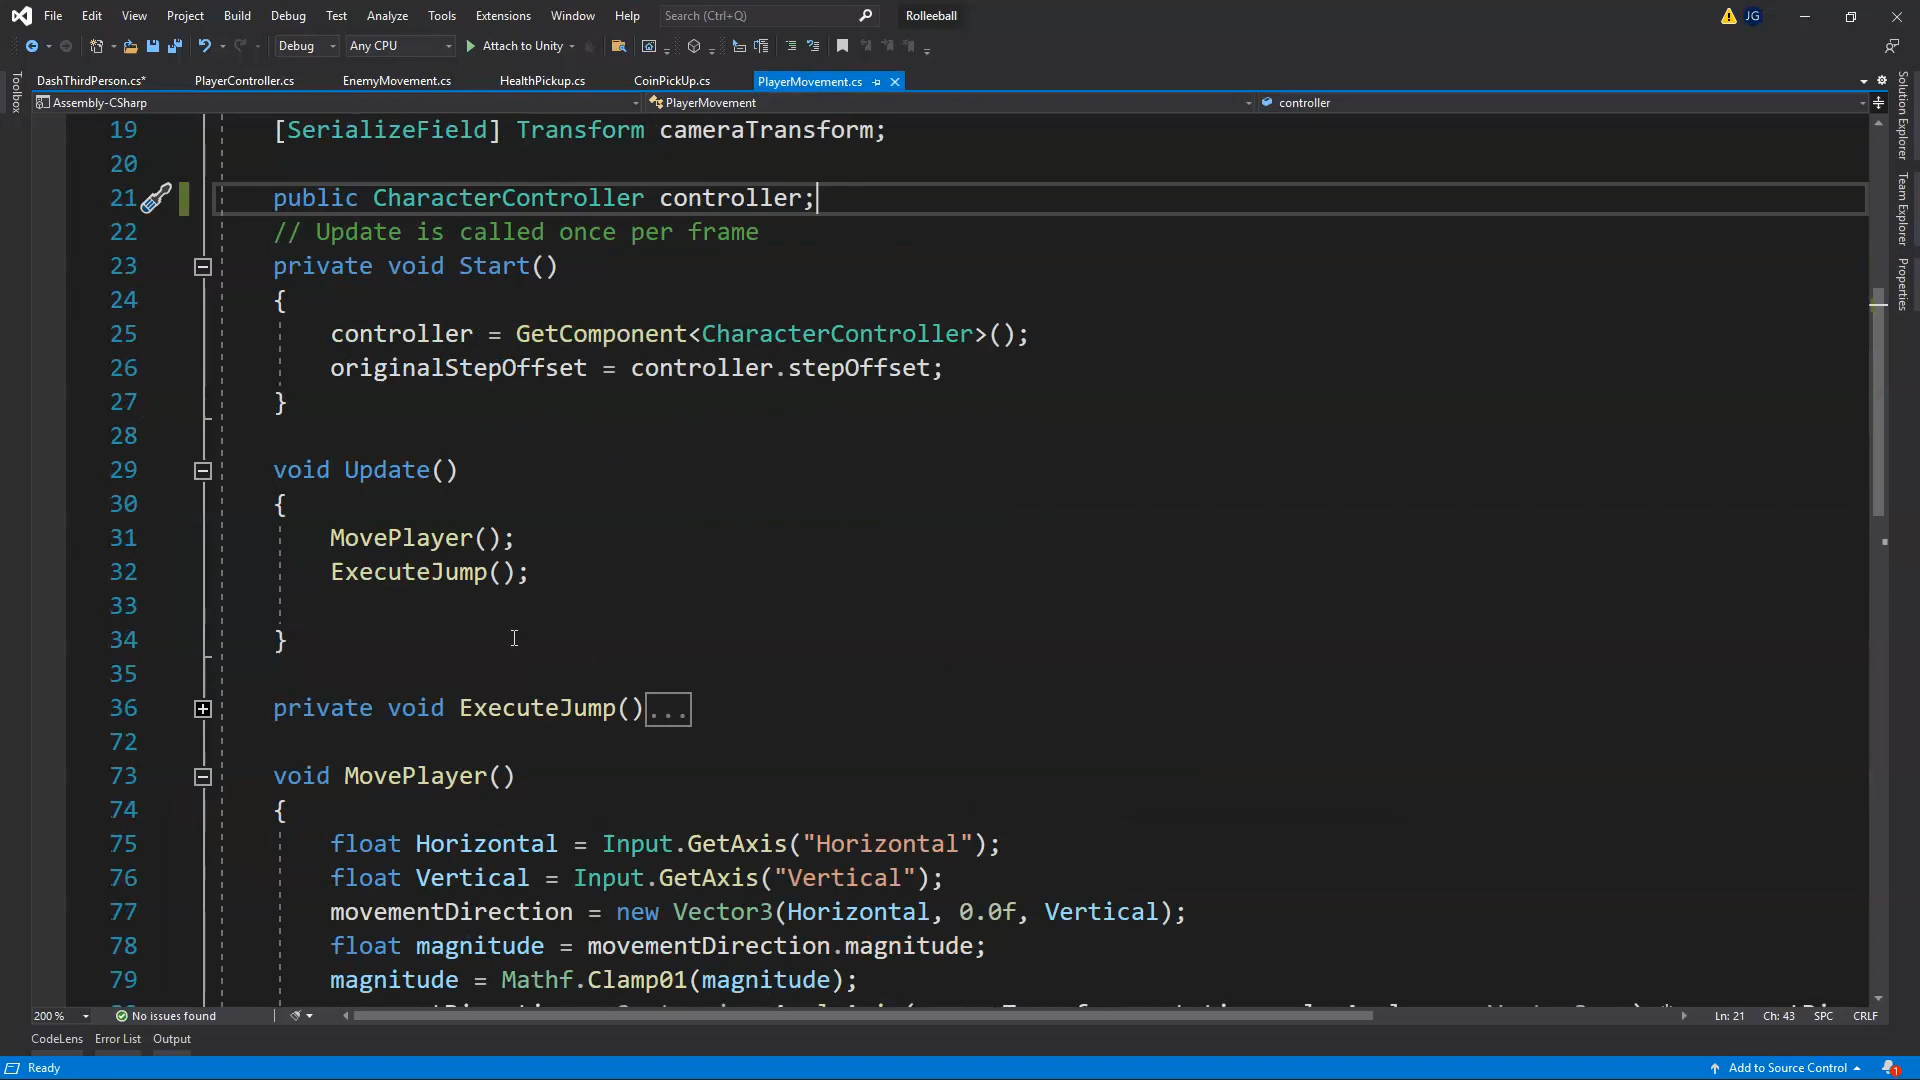 File Edit View Project Build Debug Test Analyze Tools Extensions Window Help Search (Ctrl+Q) Rolleeball JG
Debug Any CPU Attach to Unity
DashThirdPerson.cs* PlayerController.cs EnemyMovement.cs HealthPickup.cs CoinPickUp.cs PlayerMovement.cs
Assembly-CSharp PlayerMovement controller
Toolbox
Solution Explorer
Team Explorer
Properties
19 [SerializeField] Transform cameraTransform;
20
21 public CharacterController controller;
22 // Update is called once per frame
23 private void Start()
24 {
25 controller = GetComponent<CharacterController>();
26 originalStepOffset = controller.stepOffset;
27 }
28
29 void Update()
30 {
31 MovePlayer();
32 ExecuteJump();
33
34 }
35
36 private void ExecuteJump()...
72
73 void MovePlayer()
74 {
75 float Horizontal = Input.GetAxis("Horizontal");
76 float Vertical = Input.GetAxis("Vertical");
77 movementDirection = new Vector3(Horizontal, 0.0f, Vertical);
78 float magnitude = movementDirection.magnitude;
79 magnitude = Mathf.Clamp01(magnitude);
200 % No issues found Ln: 21 Ch: 43 SPC CRLF
CodeLens Error List Output
Ready Add to Source Control 1